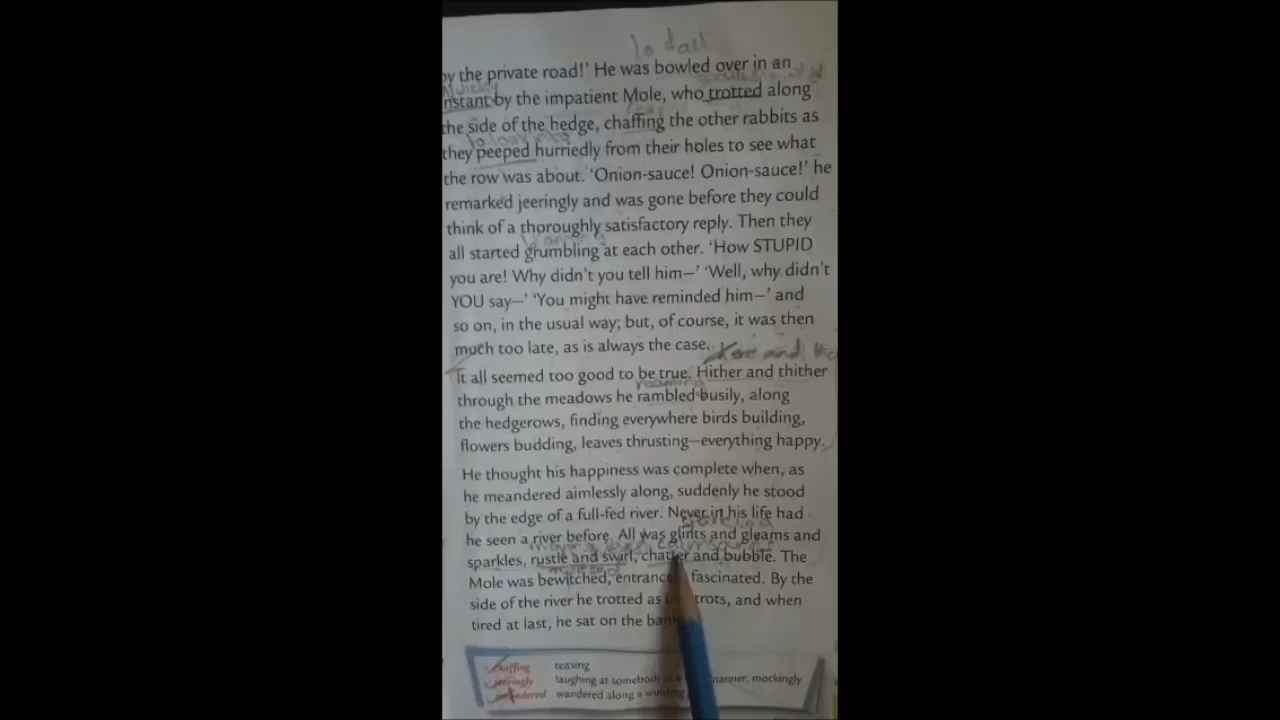 to fall
by the private road!' He was bowled over in an
instant by the impatient Mole, who trotted along
the side of the hedge, chaffing the other rabbits as
they peeped hurriedly from their holes to see what
the row was about. 'Onion-sauce! Onion-sauce!' he
remarked jeeringly and was gone before they could
think of a thoroughly satisfactory reply. Then they
all started grumbling at each other. 'How STUPID
you are! Why didn't you tell him—' 'Well, why didn't
YOU say—' 'You might have reminded him—' and
so on, in the usual way; but, of course, it was then
much too late, as is always the case.
here and
It all seemed too good to be true. Hither and thither
roaming
through the meadows he rambled busily, along
the hedgerows, finding everywhere birds building,
flowers budding, leaves thrusting—everything happy.
He thought his happiness was complete when, as
he meandered aimlessly along, suddenly he stood
by the edge of a full-fed river. Never in his life had
he seen a river before. All was glints and gleams and
sparkles, rustle and swirl, chatter and bubble. The
Mole was bewitched, entranced, fascinated. By the
side of the river he trotted as trots, and when
tired at last, he sat on the bank
chaffing teasing
jeeringly laughing at somebody in a manner, mockingly
meandered wandered along a winding